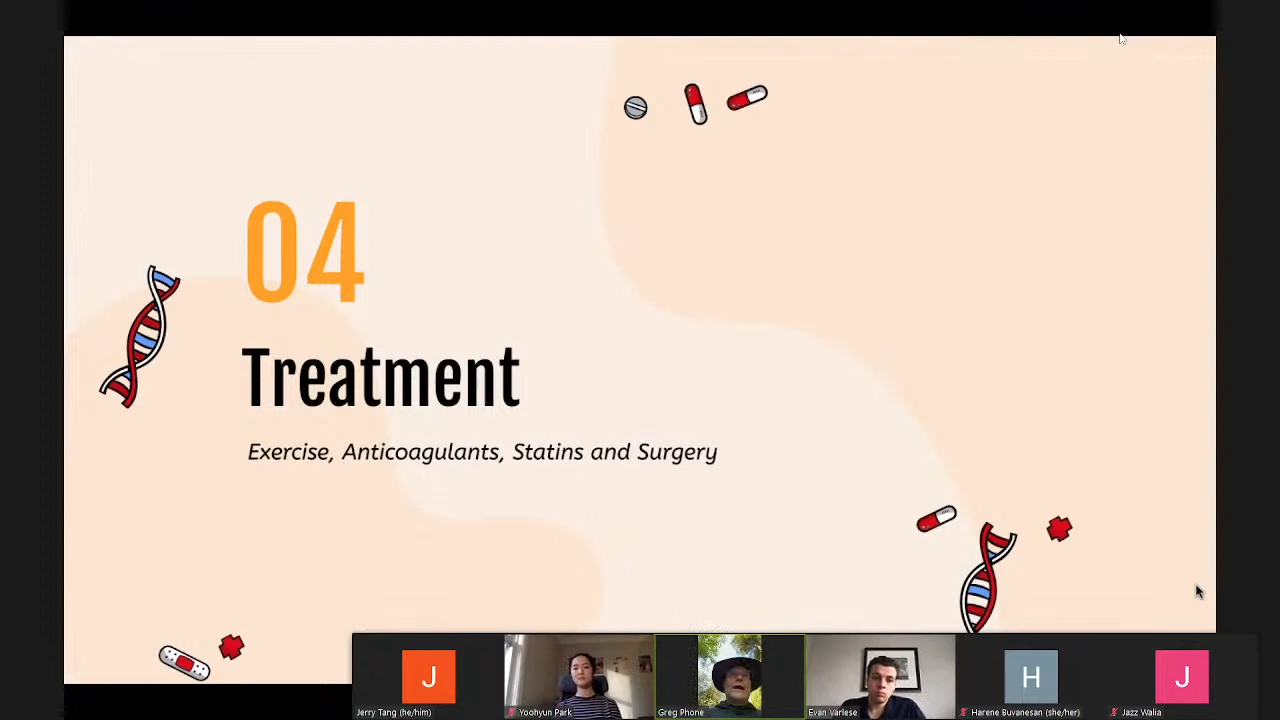 04
Treatment
Exercise, Anticoagulants, Statins and Surgery
J
H
J
Jerry Tang (he/him)
Yoohyun Park
Greg Phone
Evan Varlese
Harene Buvanesan (she/her)
Jazz Walia